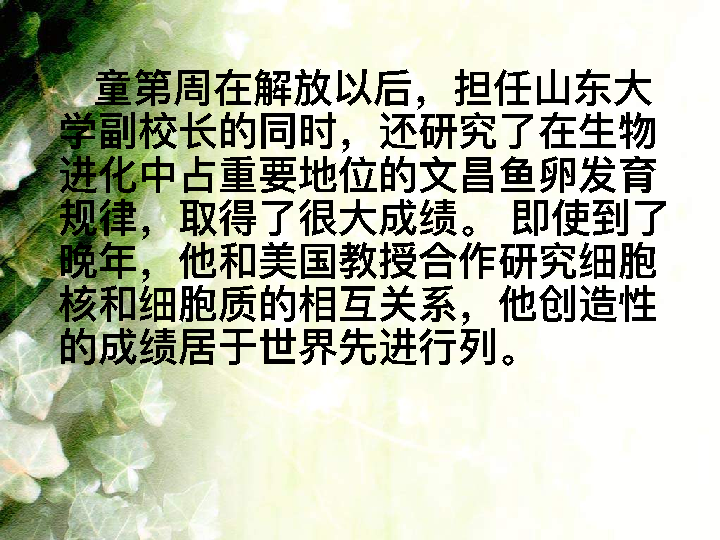 童第周在解放以后，担任山东大
学副校长的同时，还研究了在生物
进化中占重要地位的文昌鱼卵发育
规律，取得了很大成绩。 即使到了
晚年，他和美国教授合作研究细胞
核和细胞质的相互关系，他创造性
的成绩居于世界先进行列。